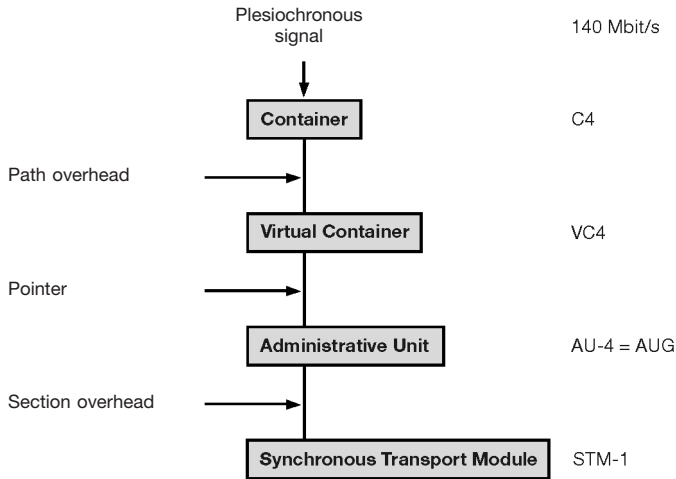 Plesiochronous
signal
140 Mbit/s
Container
C4
Path overhead
Virtual Container
VC4
Pointer
Administrative Unit
AU-4 = AUG
Section overhead
Synchronous Transport Module
STM-1